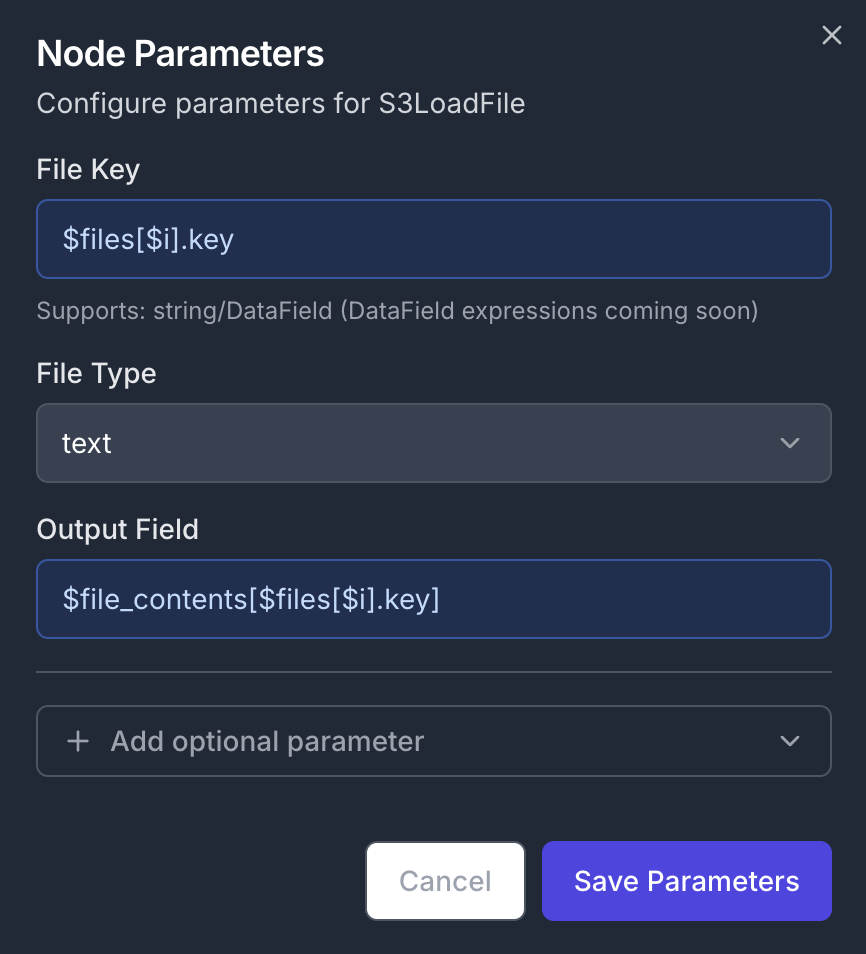 Node Parameters
Configure parameters for S3LoadFile
File Key
$files[$i].key
Supports: string/DataField (DataField expressions coming soon)
File Type
text
Output Field
$file_contents[$files[$i].key]
Add optional parameter
Cancel
Save Parameters